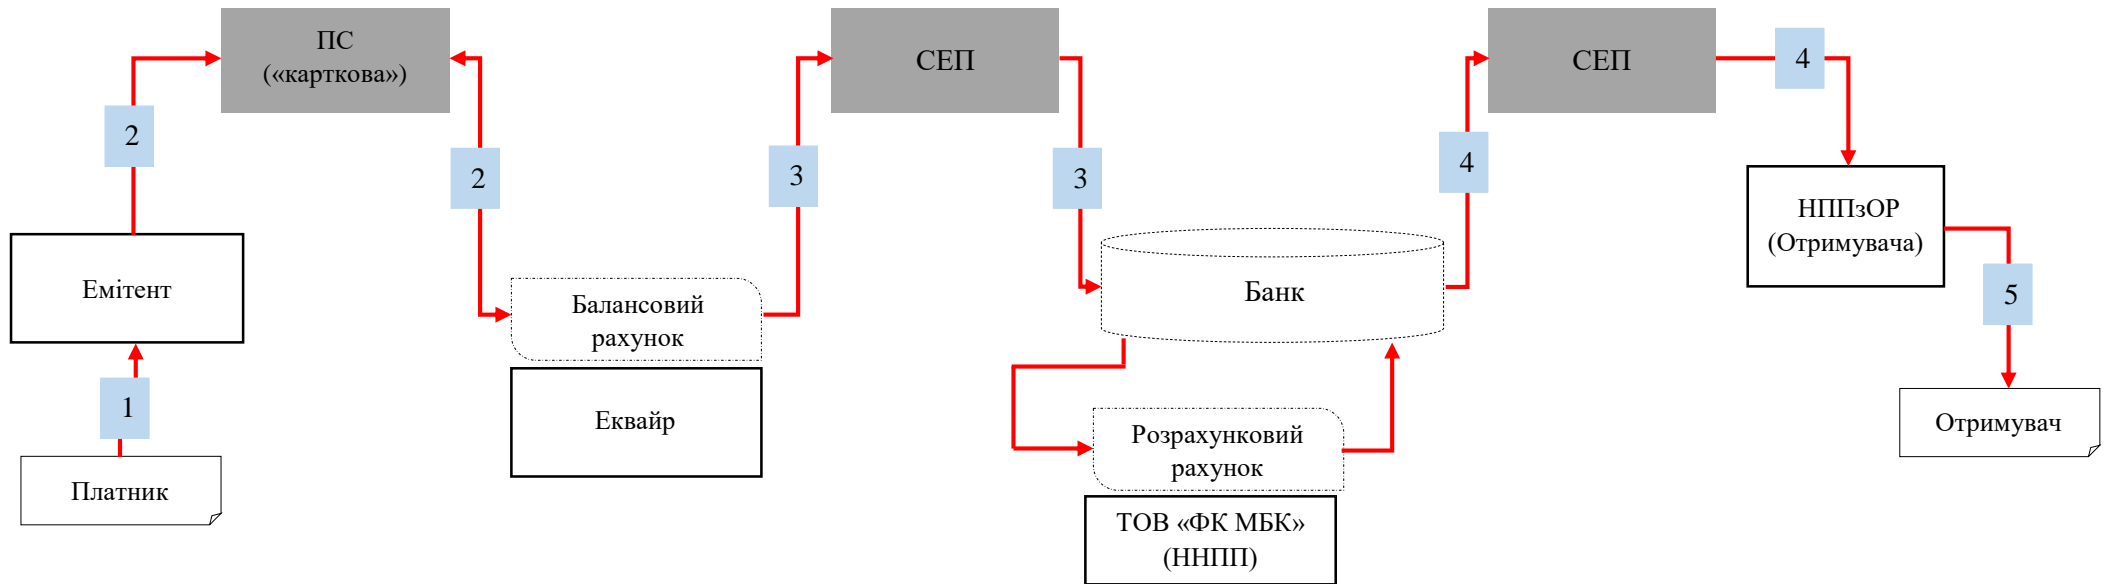 ПС
(«карткова»)
СЕП
СЕП
4
2
2
3
3
4
НППзОР
(Отримувача)
Емітент
Балансовий
рахунок
Банк
5
1
Еквайр
Розрахунковий
рахунок
Отримувач
Платник
ТОВ «ФК МБК»
(ННПП)